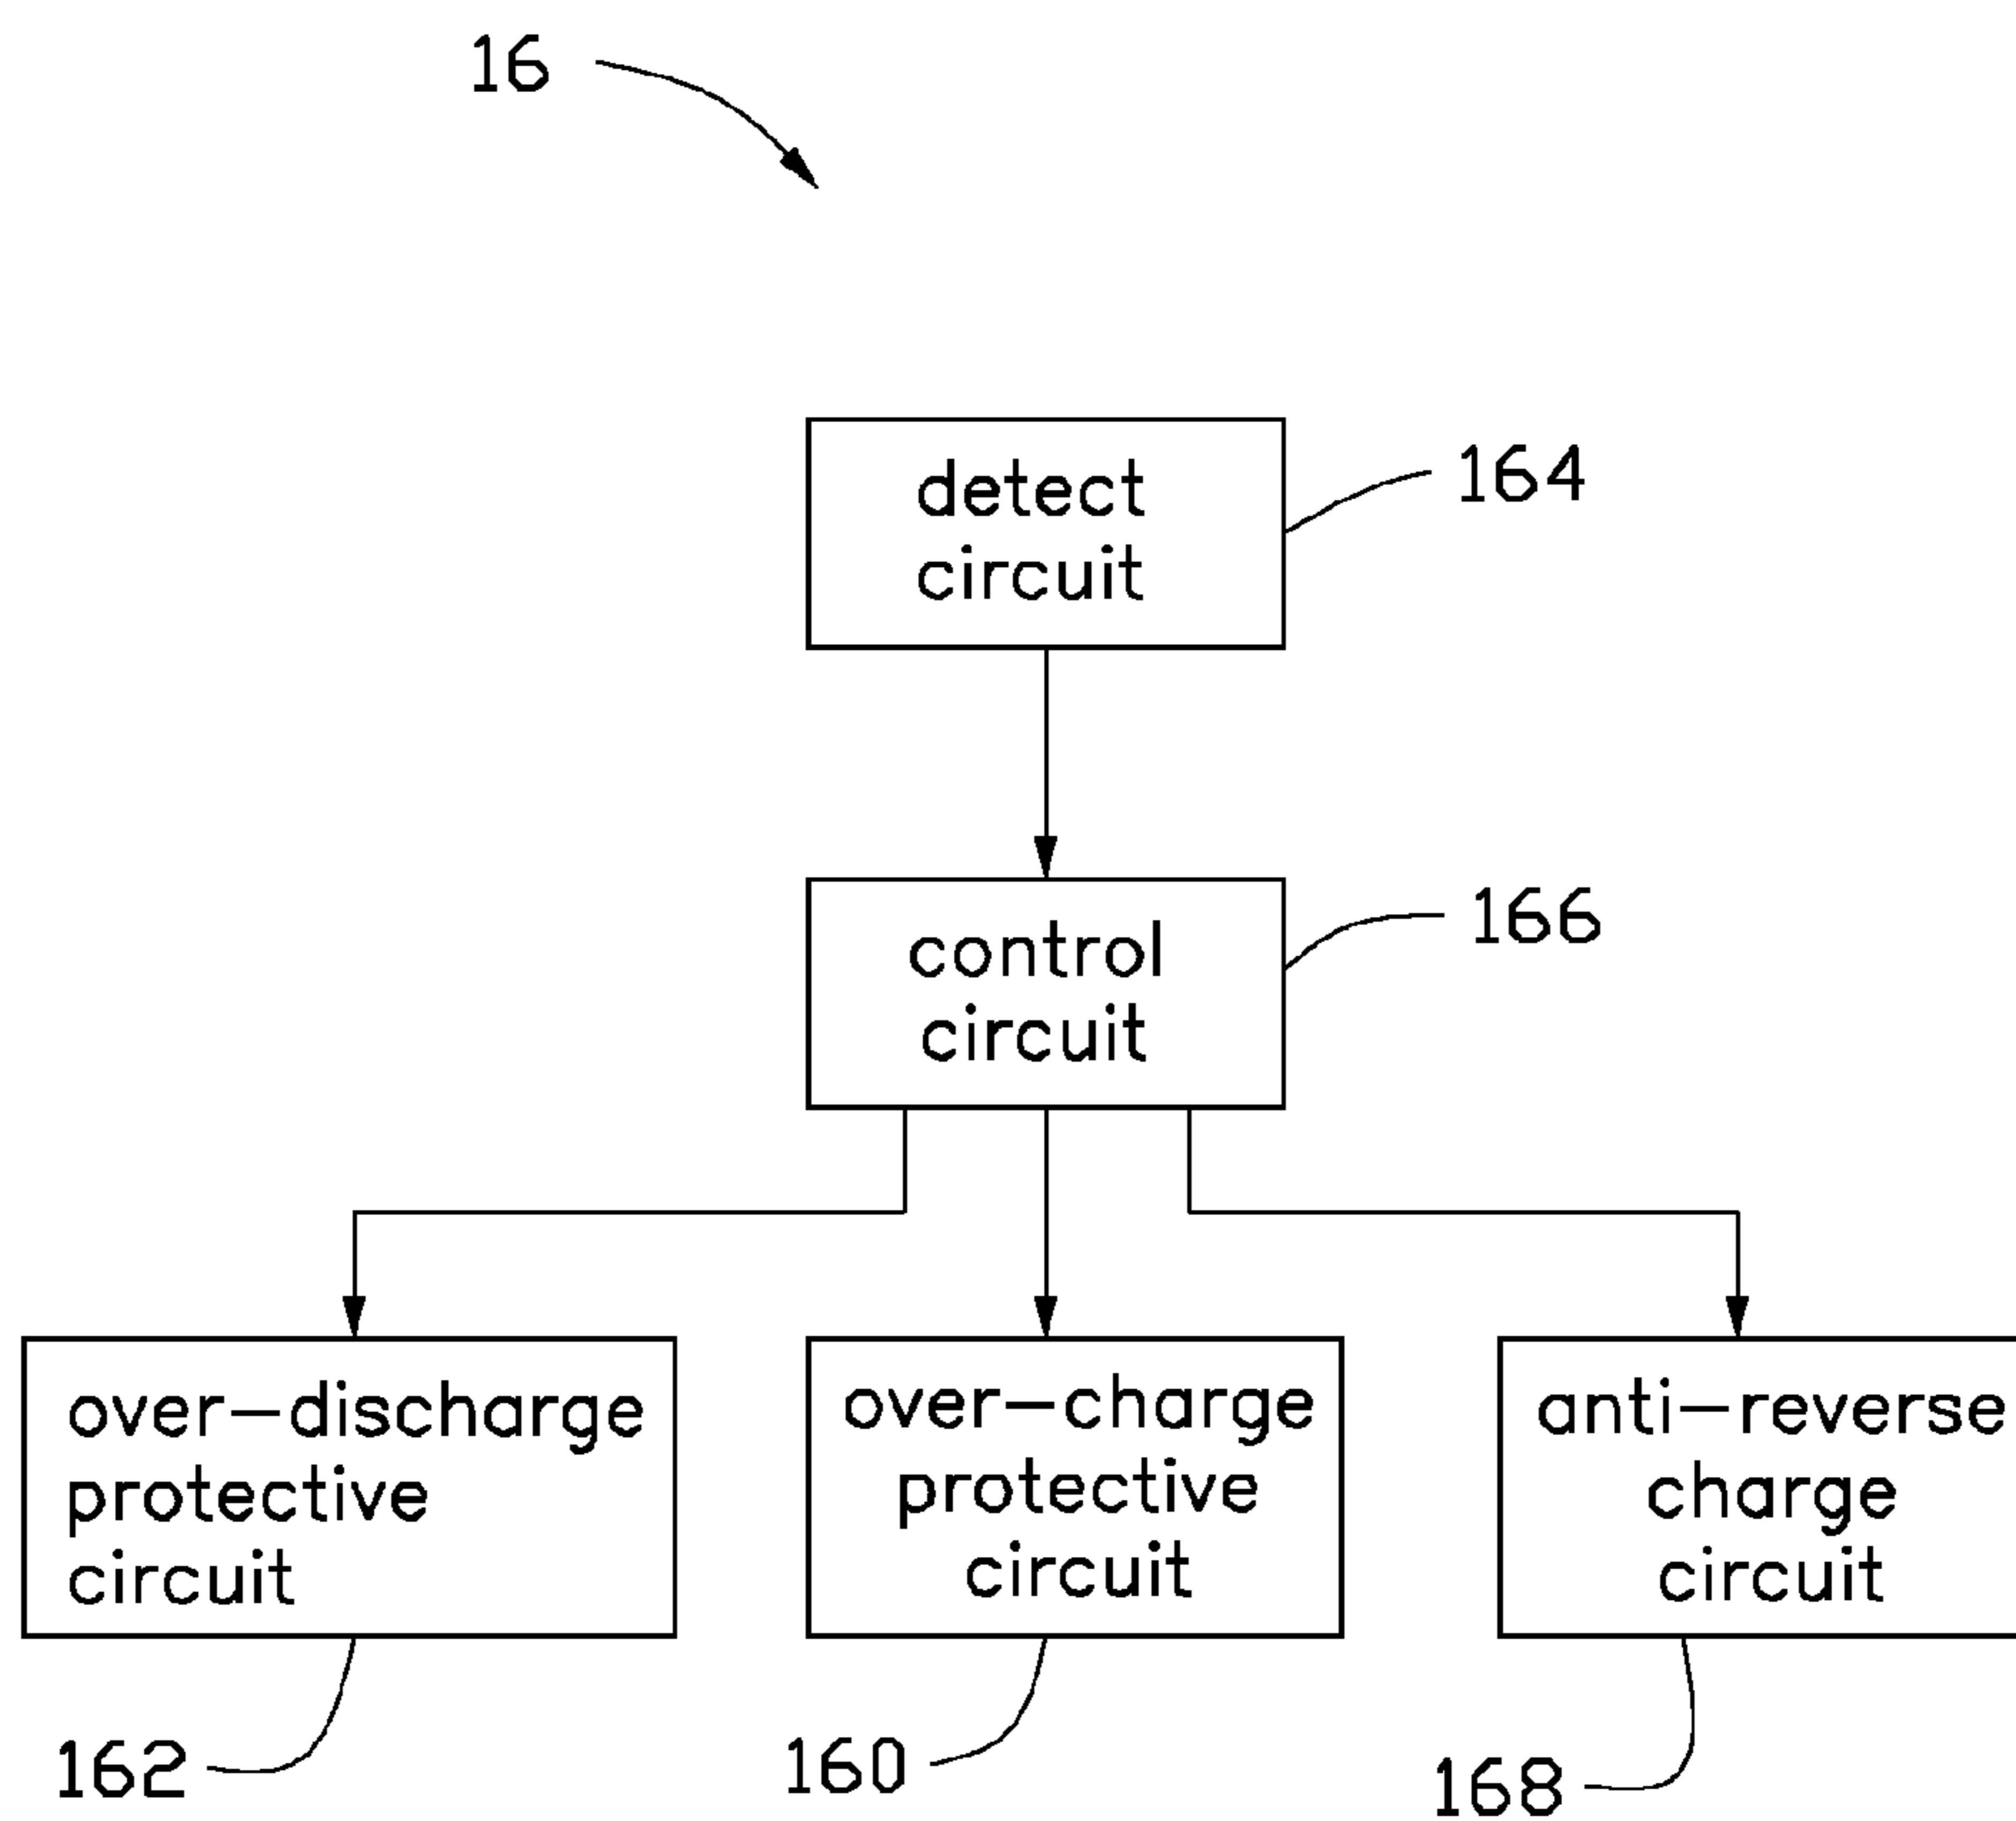 16
detect
circuit
164
control
circuit
166
over-discharge
protective
circuit
over-charge
protective
circuit
anti-reverse
charge
circuit
162
160
168